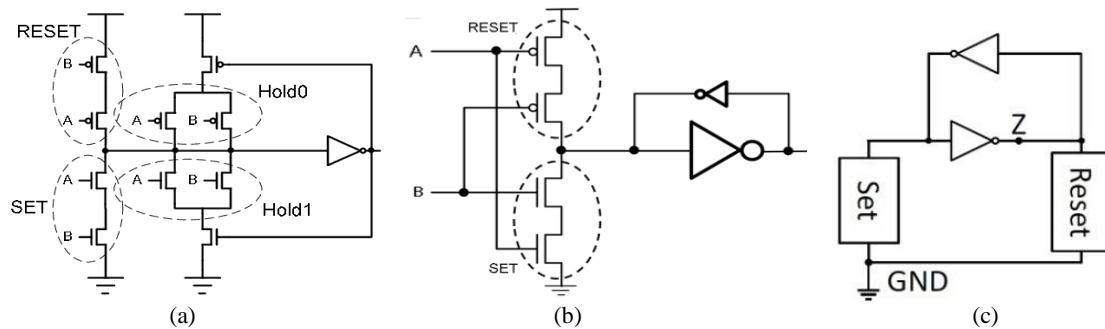 RESET
B
A
A
B
Hold0
A
B
A
B
Hold1
SET
(a)
RESET
A
B
SET
(b)
Z
Set
Reset
GND
(c)